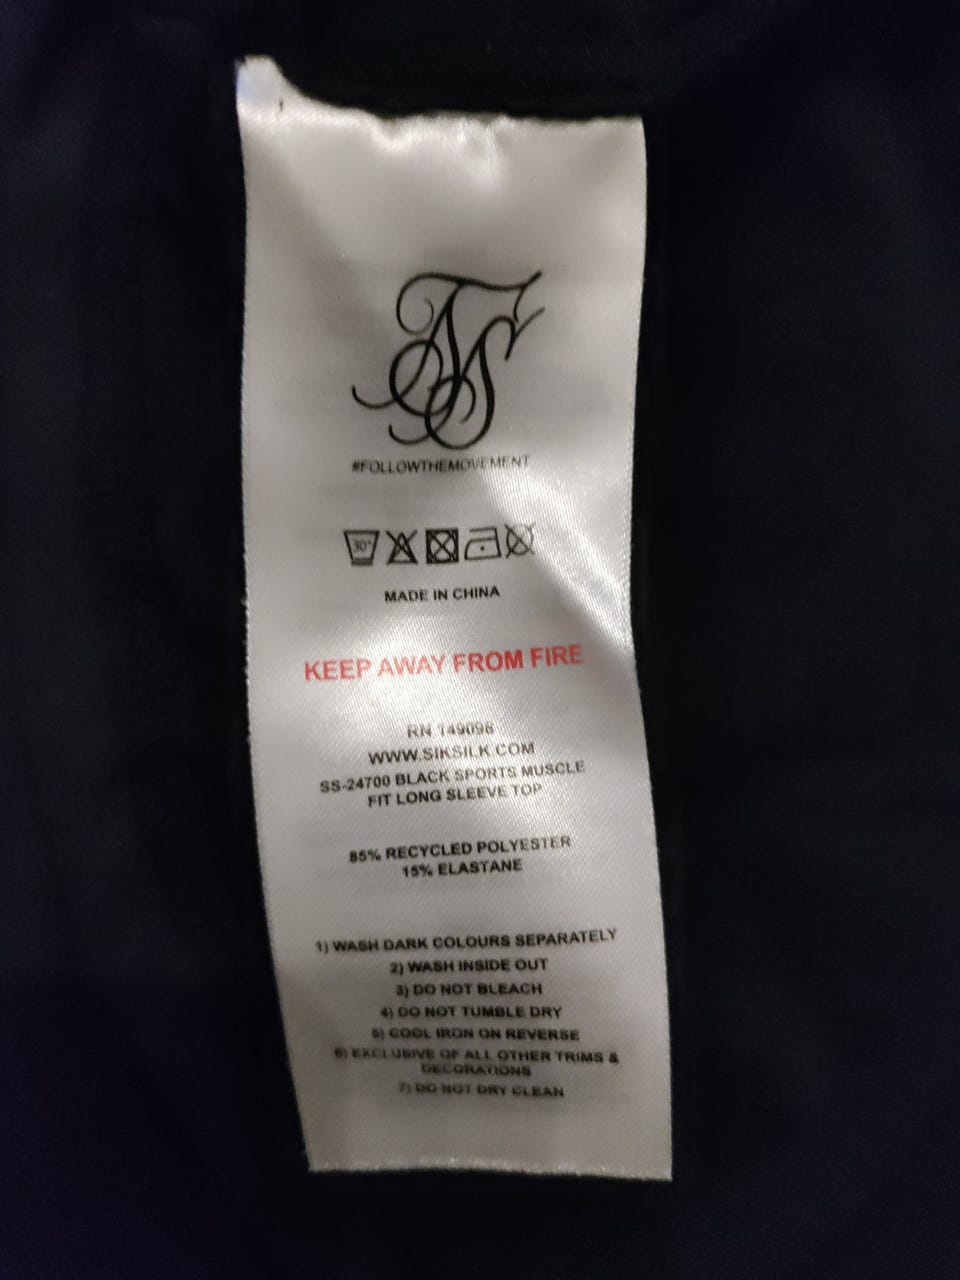 #FOLLOWTHEMOVEMENT
30°
MADE IN CHINA
KEEP AWAY FROM FIRE
RN 149098
WWW.SIKSILK.COM
SS-24700 BLACK SPORTS MUSCLE
FIT LONG SLEEVE TOP
85% RECYCLED POLYESTER
15% ELASTANE
1) WASH DARK COLOURS SEPARATELY
2) WASH INSIDE OUT
3) DO NOT BLEACH
4) DO NOT TUMBLE DRY
5) COOL IRON ON REVERSE
6) EXCLUSIVE OF ALL OTHER TRIMS &
DECORATIONS
7) DO NOT DRY CLEAN